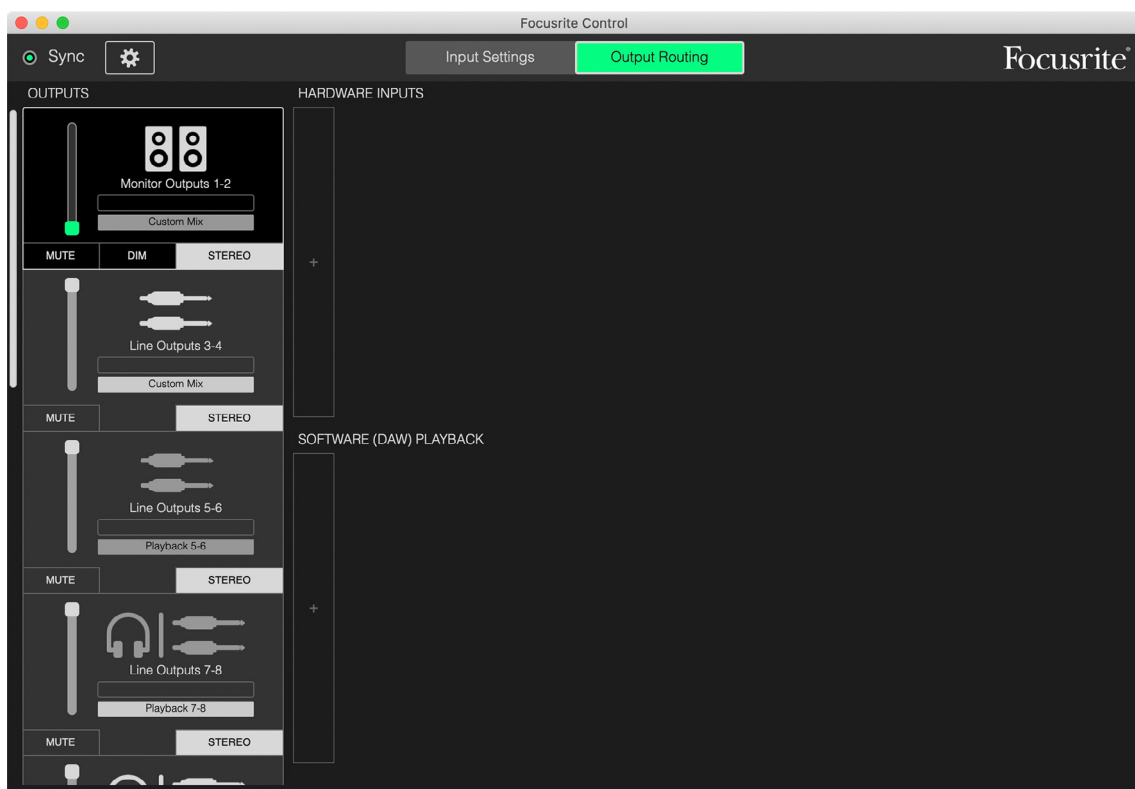 Focusrite Control
Sync
Input Settings
Output Routing
Focusrite®
OUTPUTS
HARDWARE INPUTS
Monitor Outputs 1-2
Custom Mix
MUTE DIM STEREO
+
Line Outputs 3-4
Custom Mix
MUTE STEREO
SOFTWARE (DAW) PLAYBACK
Line Outputs 5-6
Playback 5-6
MUTE STEREO
+
Line Outputs 7-8
Playback 7-8
MUTE STEREO